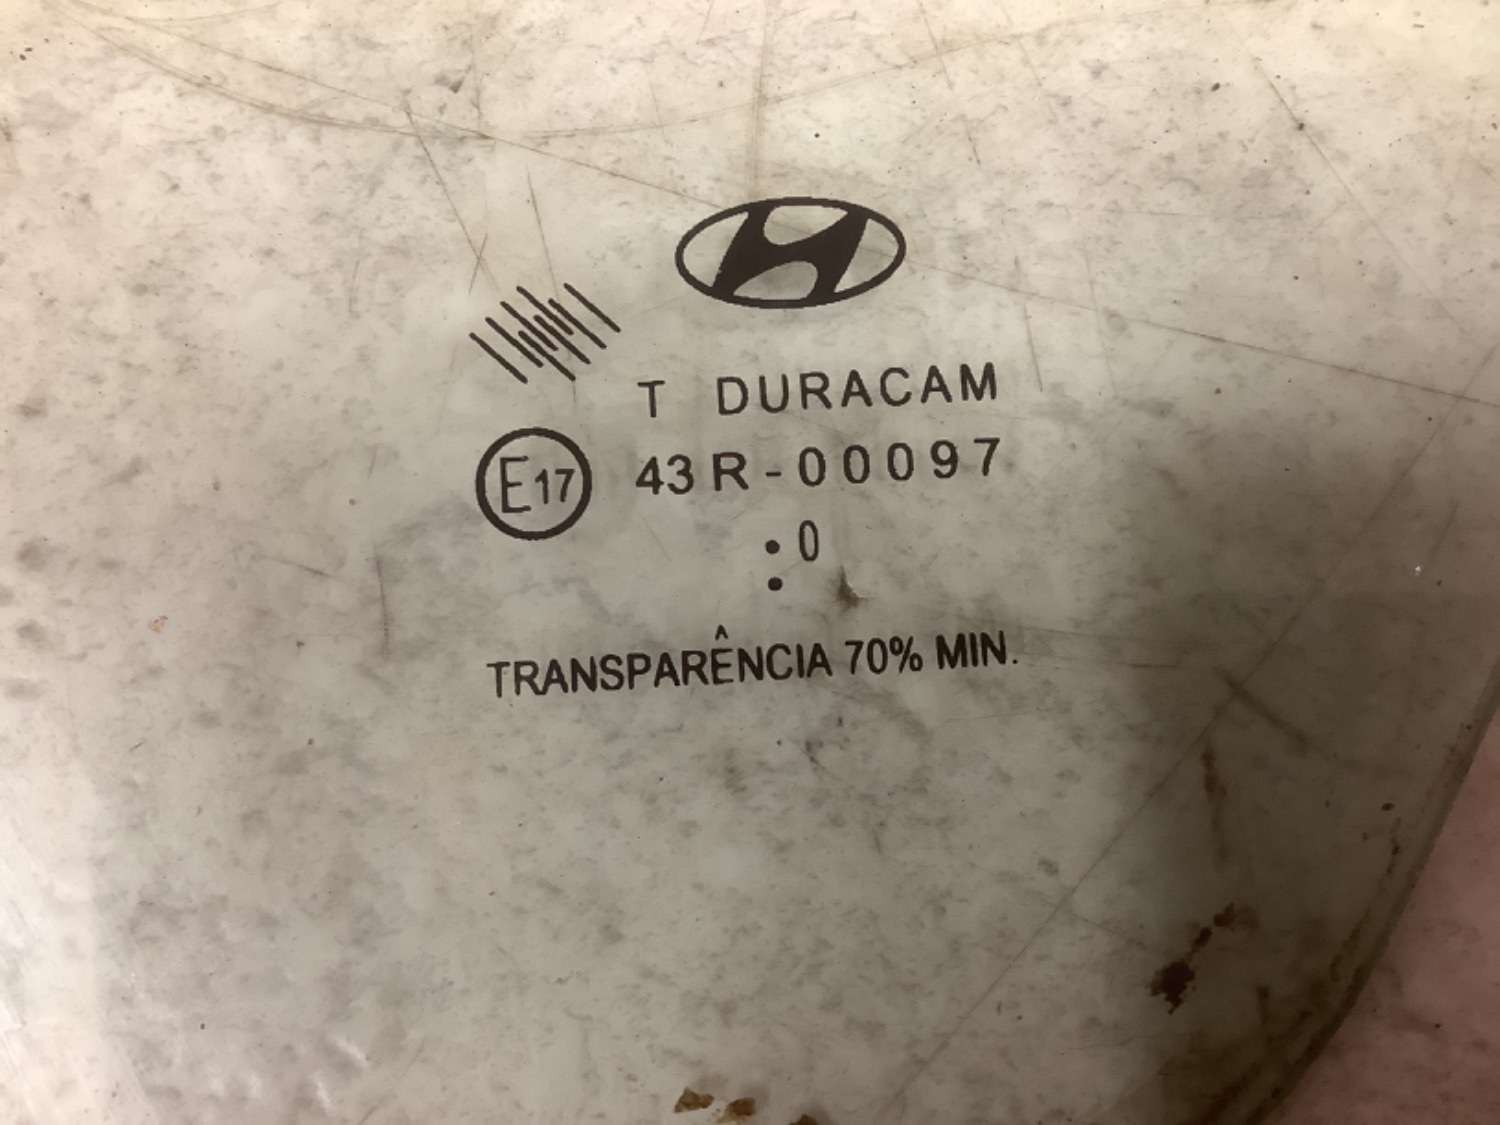 T DURACAM
E17 43R-00097
:0
TRANSPARÊNCIA 70% MIN.